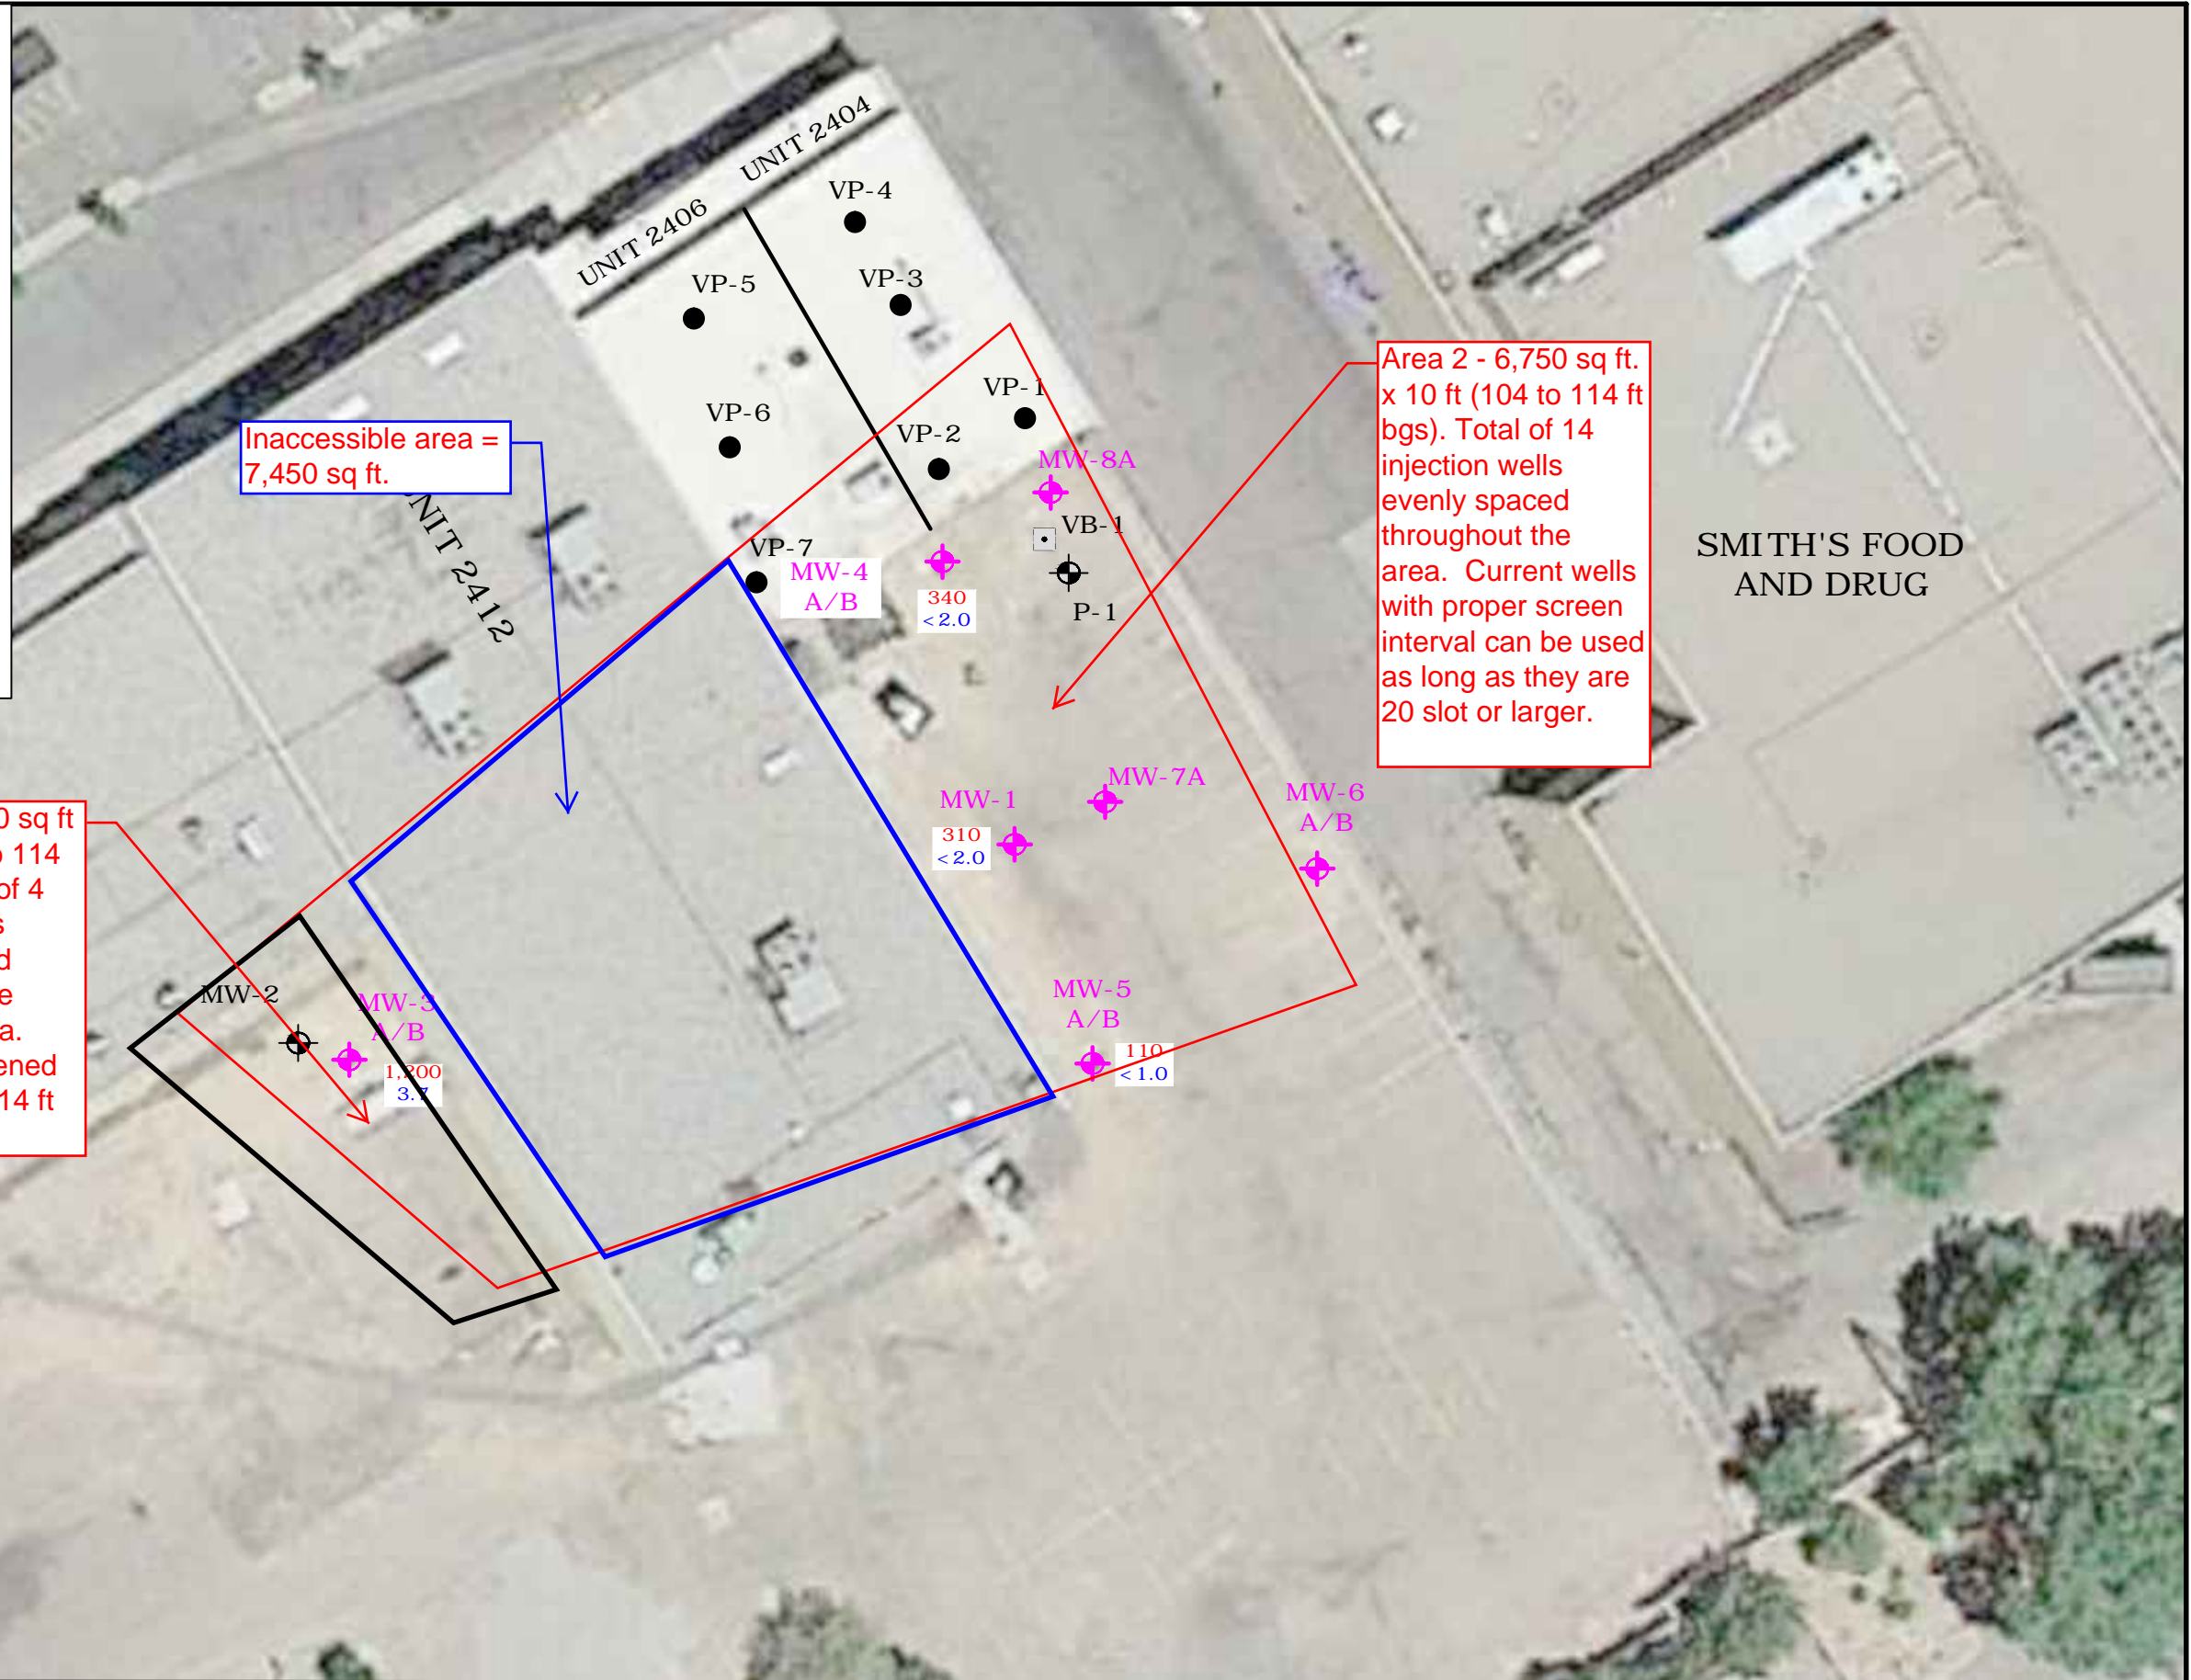 UNIT 2404
UNIT 2406
VP-4
VP-3
VP-5
VP-1
VP-6
VP-2
Inaccessible area =
7,450 sq ft.
UNIT 2412
MW-8A
VB-1
VP-7
MW-4
A/B
340
<2.0
P-1
Area 2 - 6,750 sq ft.
x 10 ft (104 to 114 ft
bgs). Total of 14
injection wells
evenly spaced
throughout the
area. Current wells
with proper screen
interval can be used
as long as they are
20 slot or larger.
SMITH'S FOOD
AND DRUG
MW-7A
MW-1
310
<2.0
MW-6
A/B
0 sq ft
114
of 4
MW-2
MW-3
A/B
1,200
3.7
MW-5
A/B
110
<1.0
14 ft